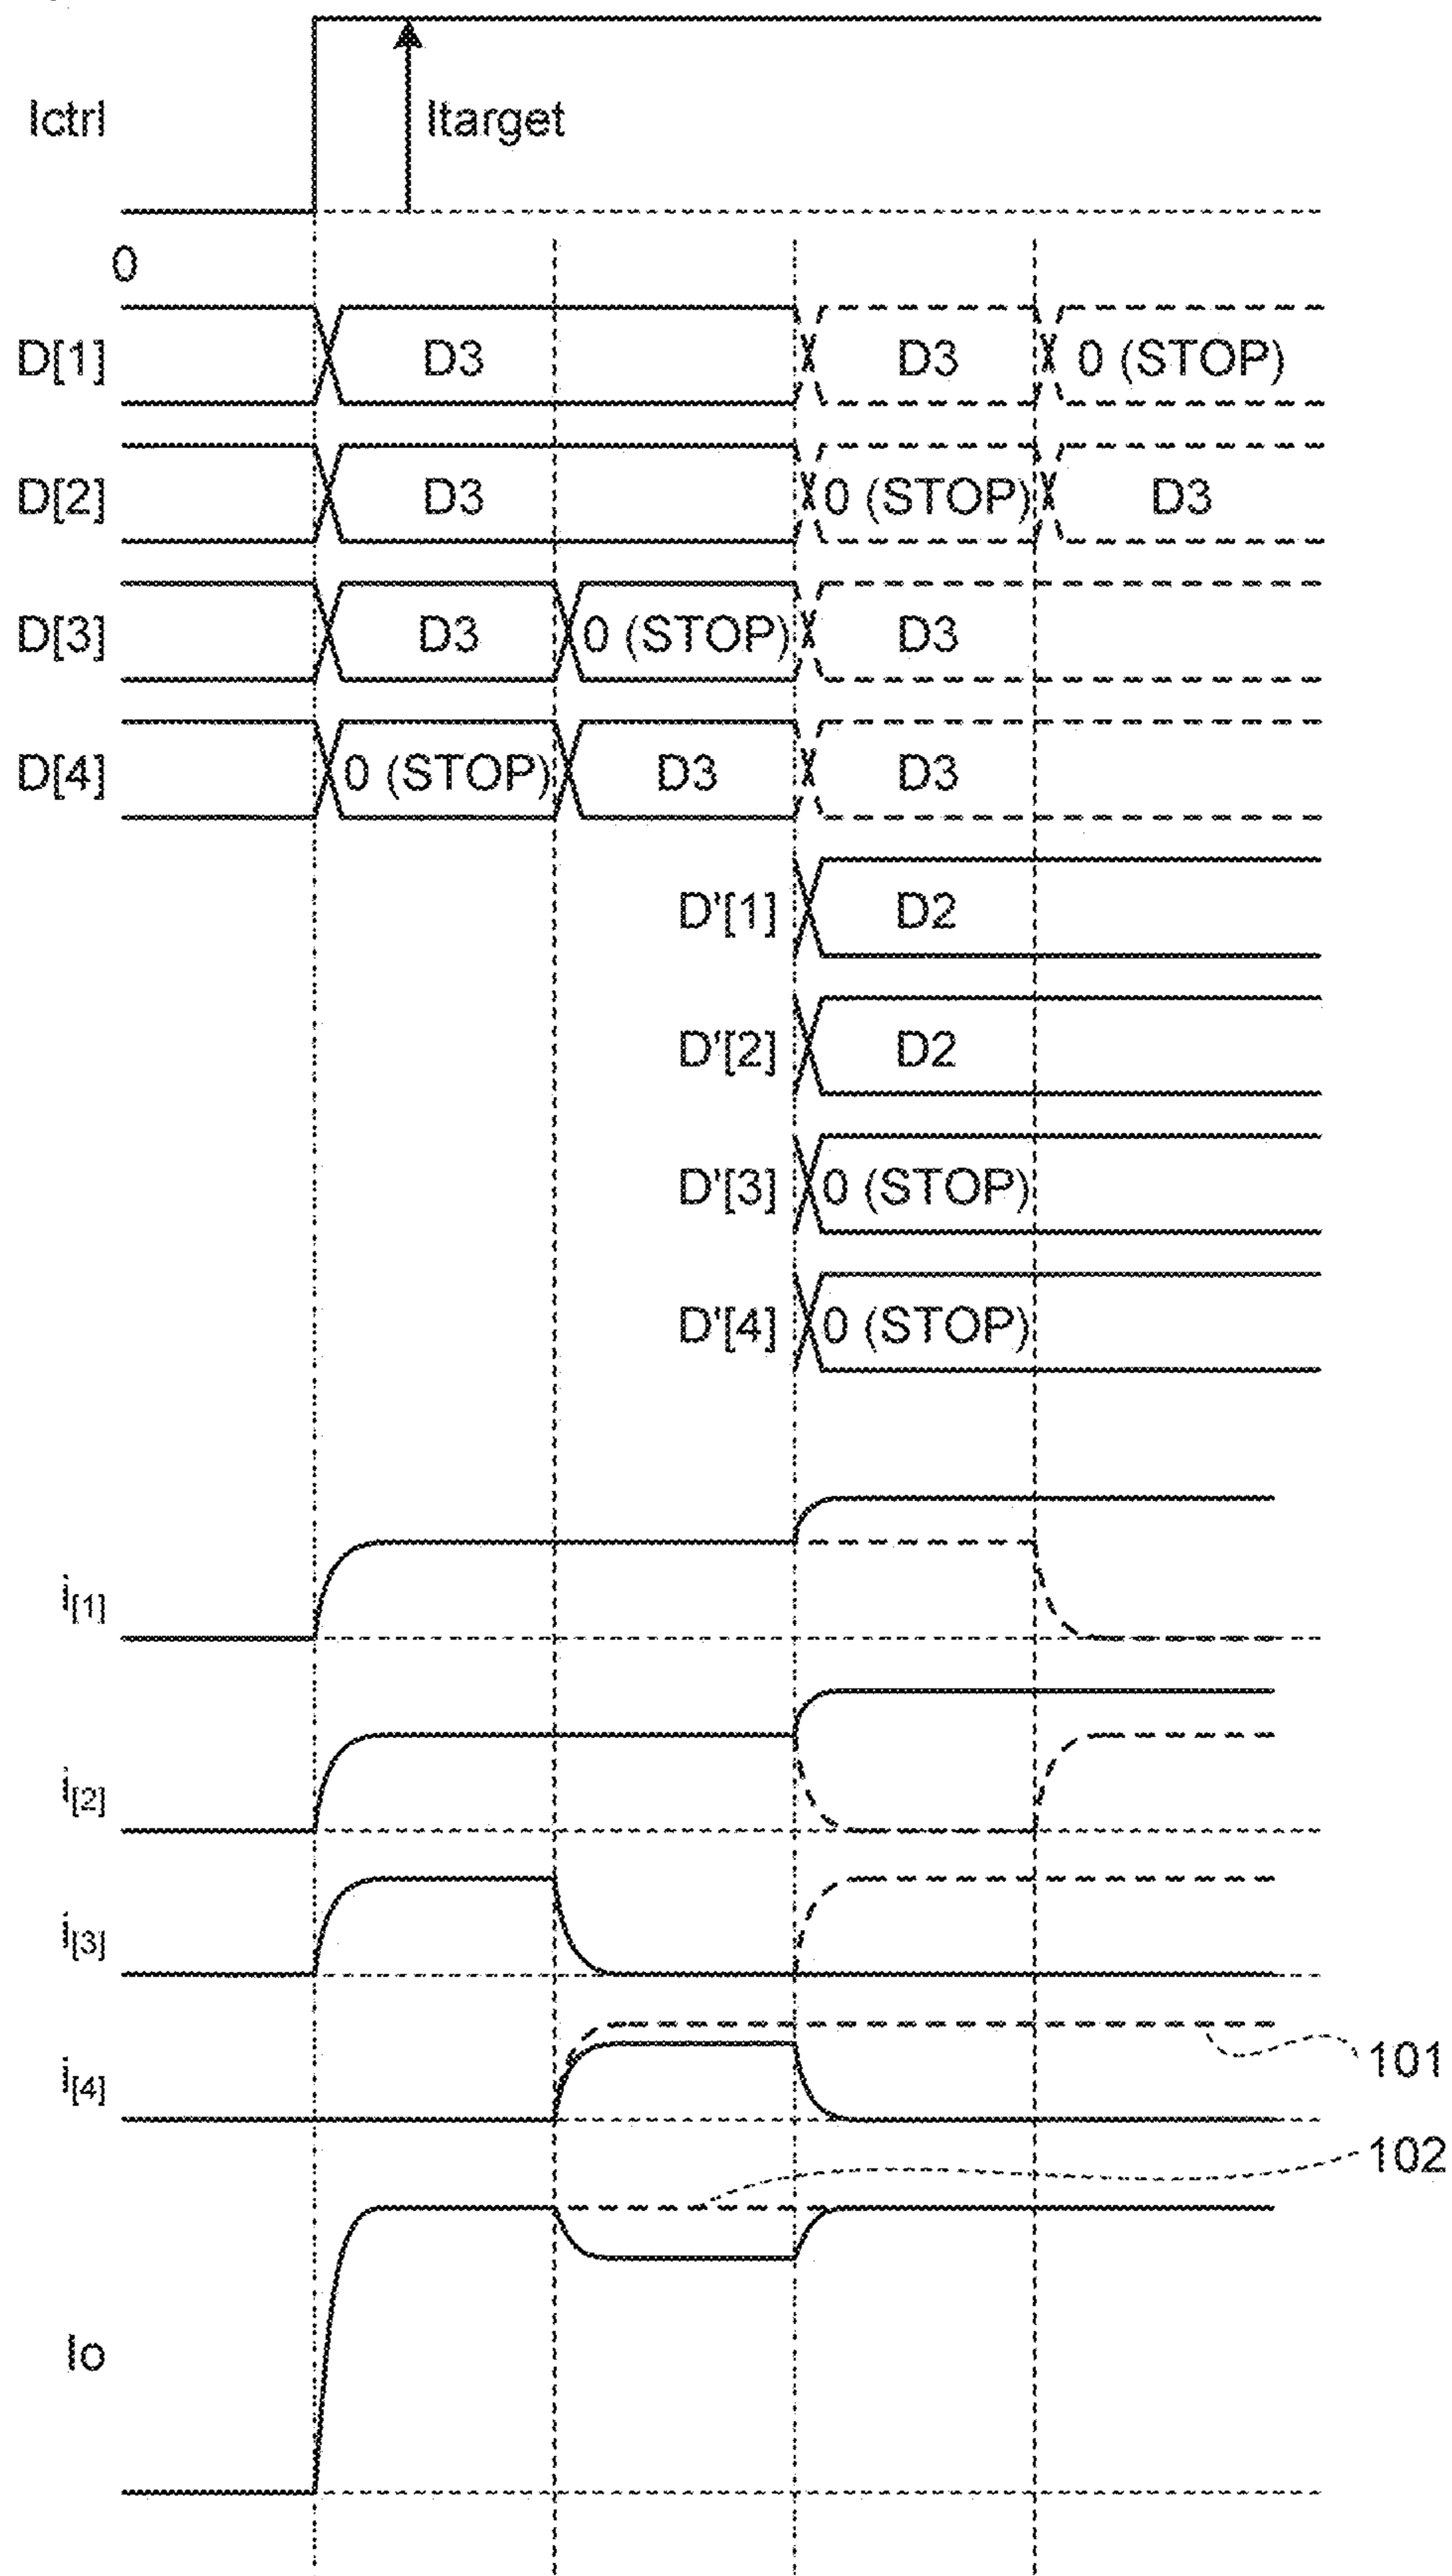 Ictrl Itarget
0
D[1] D3 D3 0 (STOP)
D[2] D3 0 (STOP) D3
D[3] D3 0 (STOP) D3
D[4] 0 (STOP) D3 D3
D'[1] D2
D'[2] D2
D'[3] 0 (STOP)
D'[4] 0 (STOP)
i[1]
i[2]
i[3]
i[4] 101
102
Io